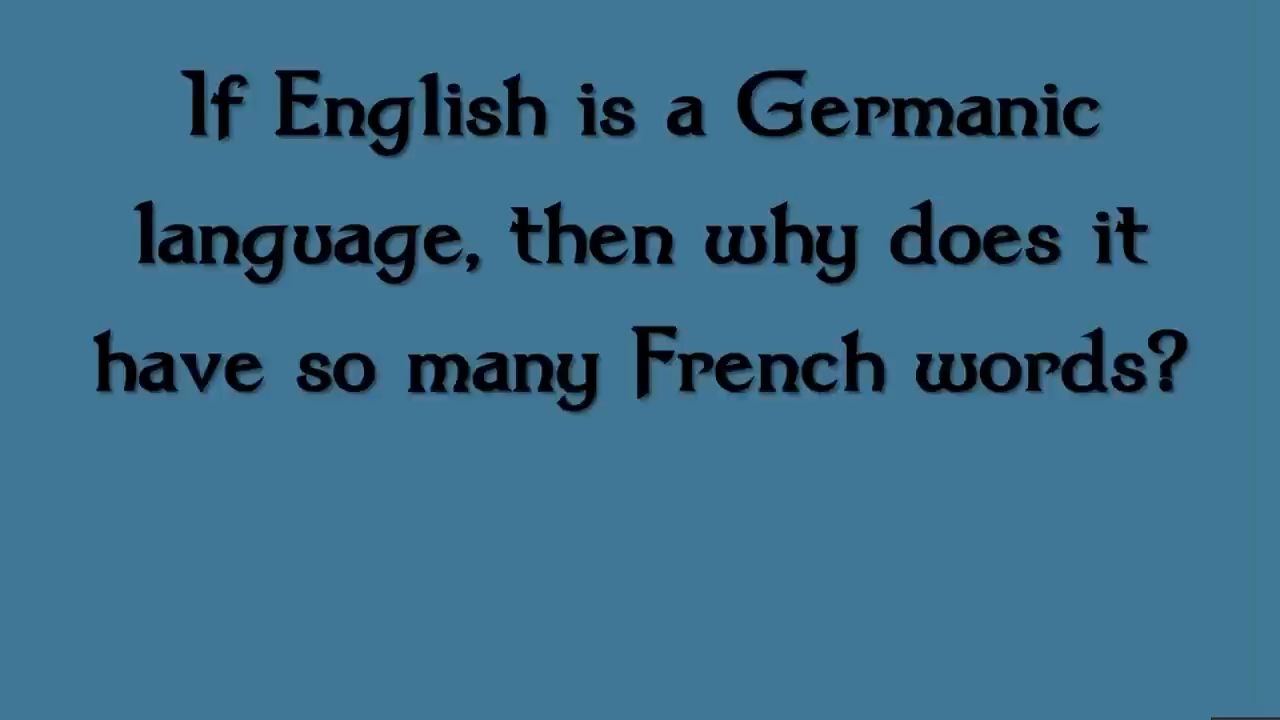 If English is a Germanic
language, then why does it
have so many French words?